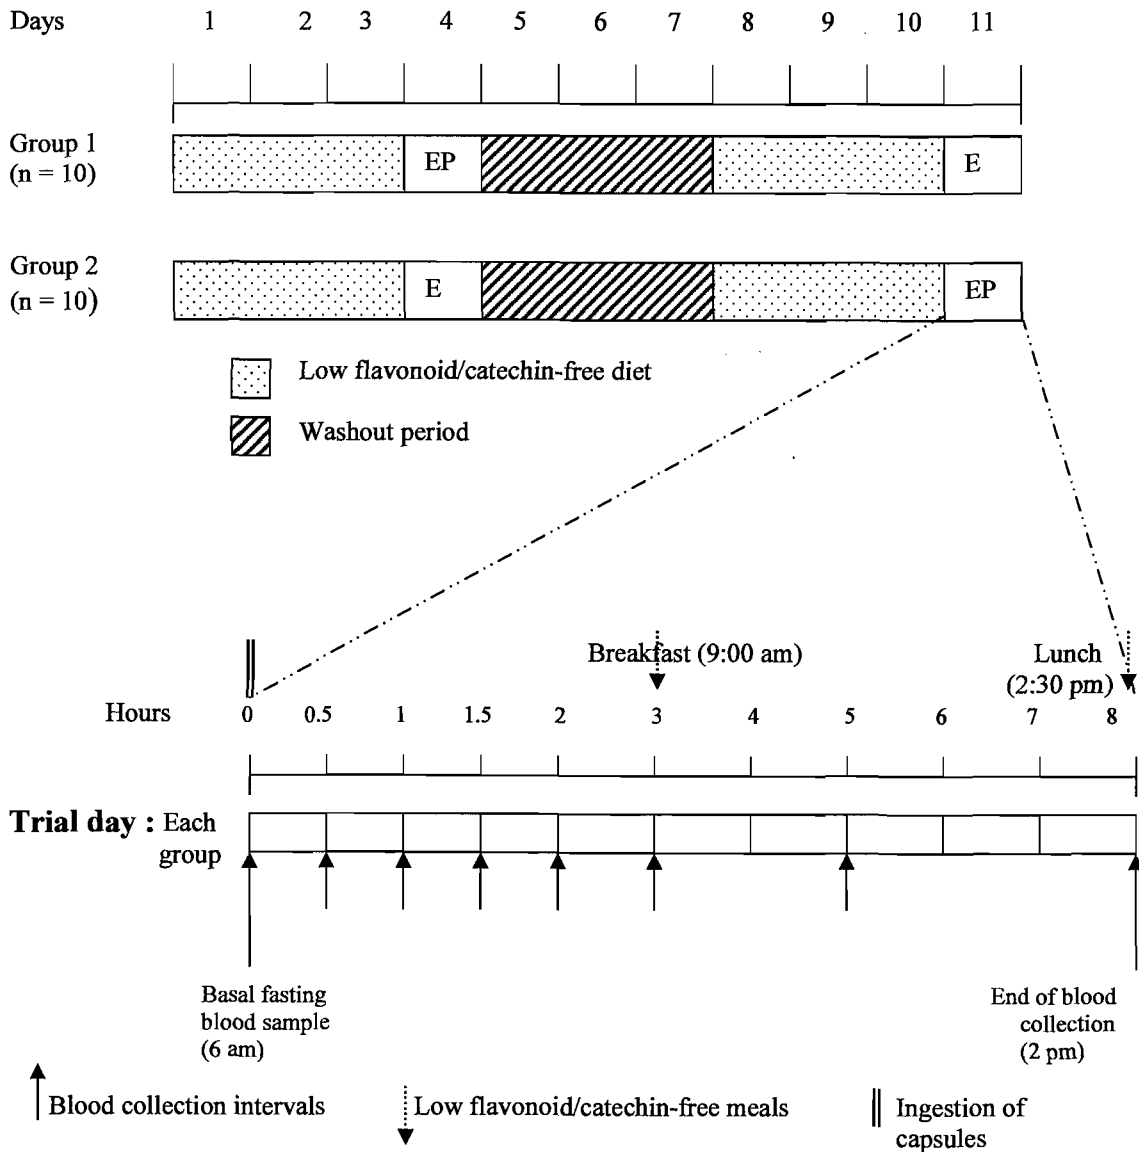 Days 1 2 3 4 5 6 7 8 9 10 11
Group 1
(n = 10)
EP E
Group 2
(n = 10)
E EP
Low flavonoid/catechin-free diet
Washout period
Breakfast (9:00 am)
Lunch
(2:30 pm)
Hours 0 0.5 1 1.5 2 3 4 5 6 7 8
Trial day : Each
group
Basal fasting
blood sample
(6 am)
End of blood
collection
(2 pm)
Blood collection intervals
Low flavonoid/catechin-free meals
Ingestion of
capsules